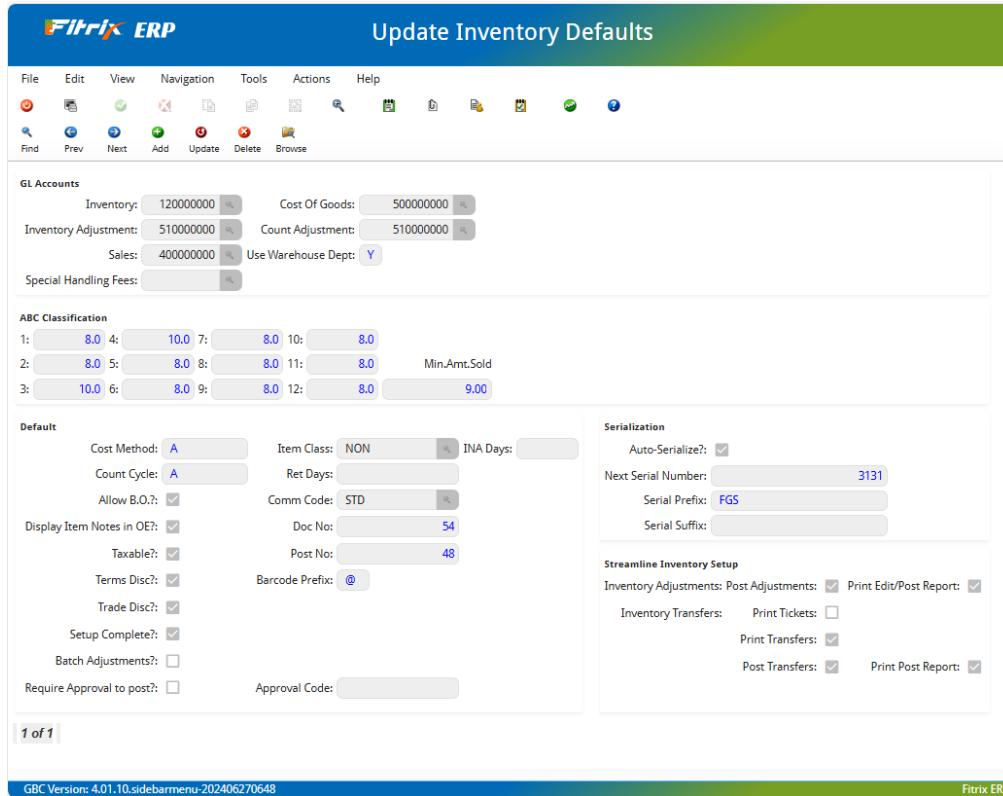 Fitrix ERP
Update Inventory Defaults
File Edit View Navigation Tools Actions Help
Find Prev Next Add Update Delete Browse
GL Accounts
Inventory: 120000000 Cost Of Goods: 500000000
Inventory Adjustment: 510000000 Count Adjustment: 510000000
Sales: 400000000 Use Warehouse Dept: Y
Special Handling Fees:
ABC Classification
1: 8.0 4: 10.0 7: 8.0 10: 8.0
2: 8.0 5: 8.0 8: 8.0 11: 8.0 Min.Amt.Sold
3: 10.0 6: 8.0 9: 8.0 12: 8.0 9.00
Default
Cost Method: A Item Class: NON INA Days:
Count Cycle: A Ret Days:
Allow B.O.?: Comm Code: STD
Display Item Notes in OE?: Doc No: 54
Taxable?: Post No: 48
Terms Disc?: Barcode Prefix: @
Trade Disc?:
Setup Complete?:
Batch Adjustments?:
Require Approval to post?: Approval Code:
Serialization
Auto-Serialize?:
Next Serial Number: 3131
Serial Prefix: FGS
Serial Suffix:
Streamline Inventory Setup
Inventory Adjustments: Post Adjustments: Print Edit/Post Report:
Inventory Transfers: Print Tickets:
Print Transfers:
Post Transfers: Print Post Report:
1 of 1
GBC Version: 4.01.10.sidebarmenu-202406270648 Fitrix ER